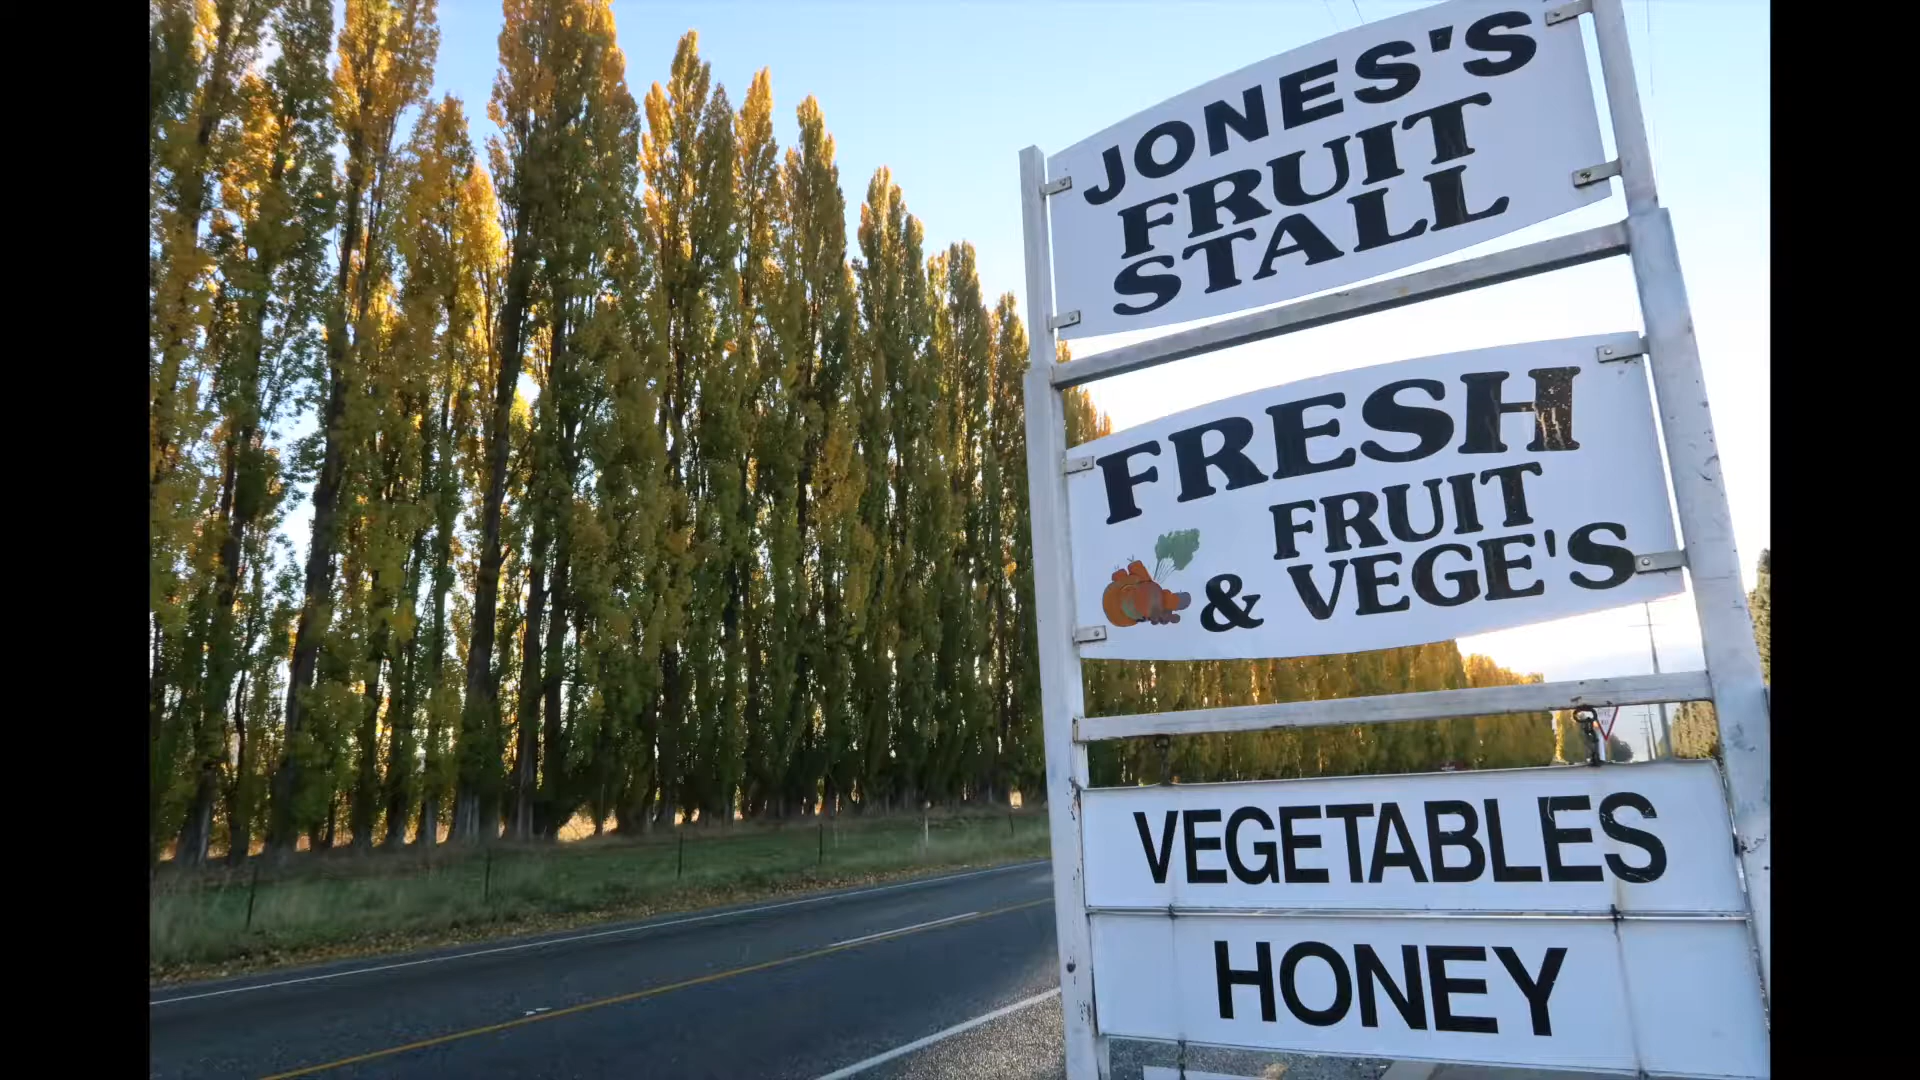 JONES'S
FRUIT
STALL
FRESH
FRUIT
& VEGE'S
VEGETABLES
HONEY